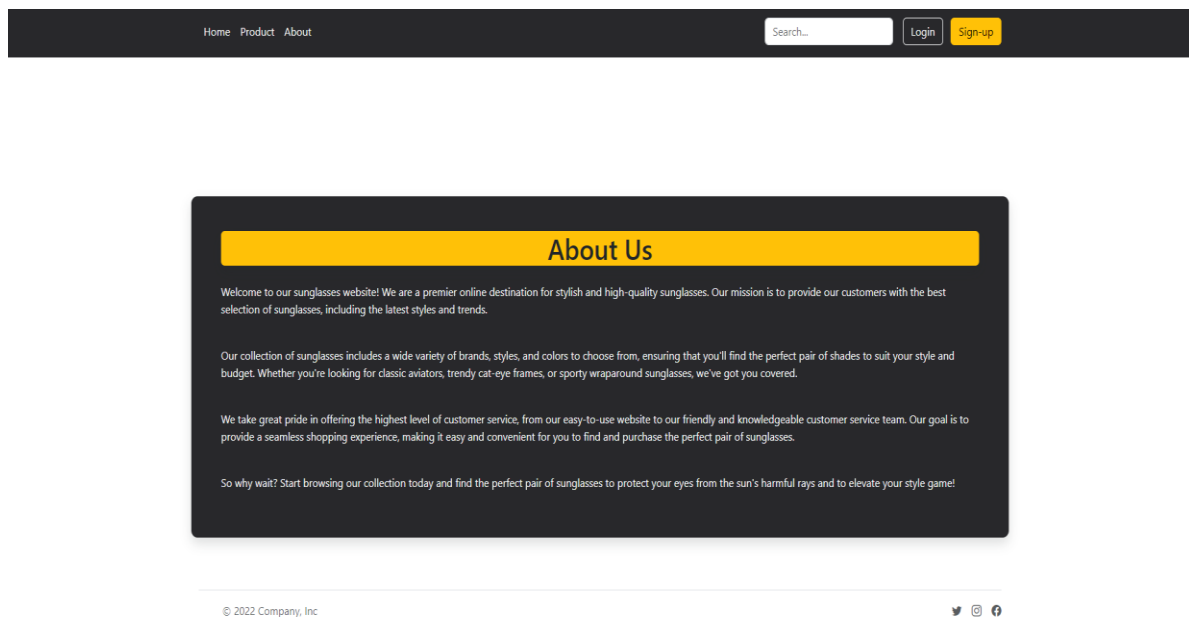 Home Product About Search... Login Sign-up
About Us
Welcome to our sunglasses website! We are a premier online destination for stylish and high-quality sunglasses. Our mission is to provide our customers with the best
selection of sunglasses, including the latest styles and trends.
Our collection of sunglasses includes a wide variety of brands, styles, and colors to choose from, ensuring that you'll find the perfect pair of shades to suit your style and
budget. Whether you're looking for classic aviators, trendy cat-eye frames, or sporty wraparound sunglasses, we've got you covered.
We take great pride in offering the highest level of customer service, from our easy-to-use website to our friendly and knowledgeable customer service team. Our goal is to
provide a seamless shopping experience, making it easy and convenient for you to find and purchase the perfect pair of sunglasses.
So why wait? Start browsing our collection today and find the perfect pair of sunglasses to protect your eyes from the sun's harmful rays and to elevate your style game!
© 2022 Company, Inc